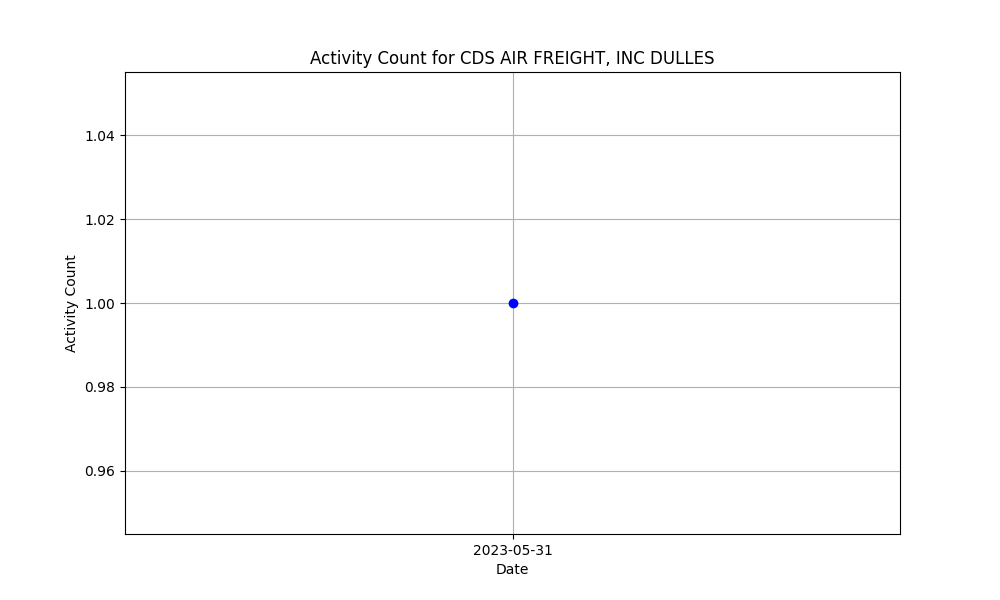 Activity Count for CDS AIR FREIGHT, INC DULLES
Activity Count
1.04
1.02
1.00
0.98
0.96
2023-05-31
Date